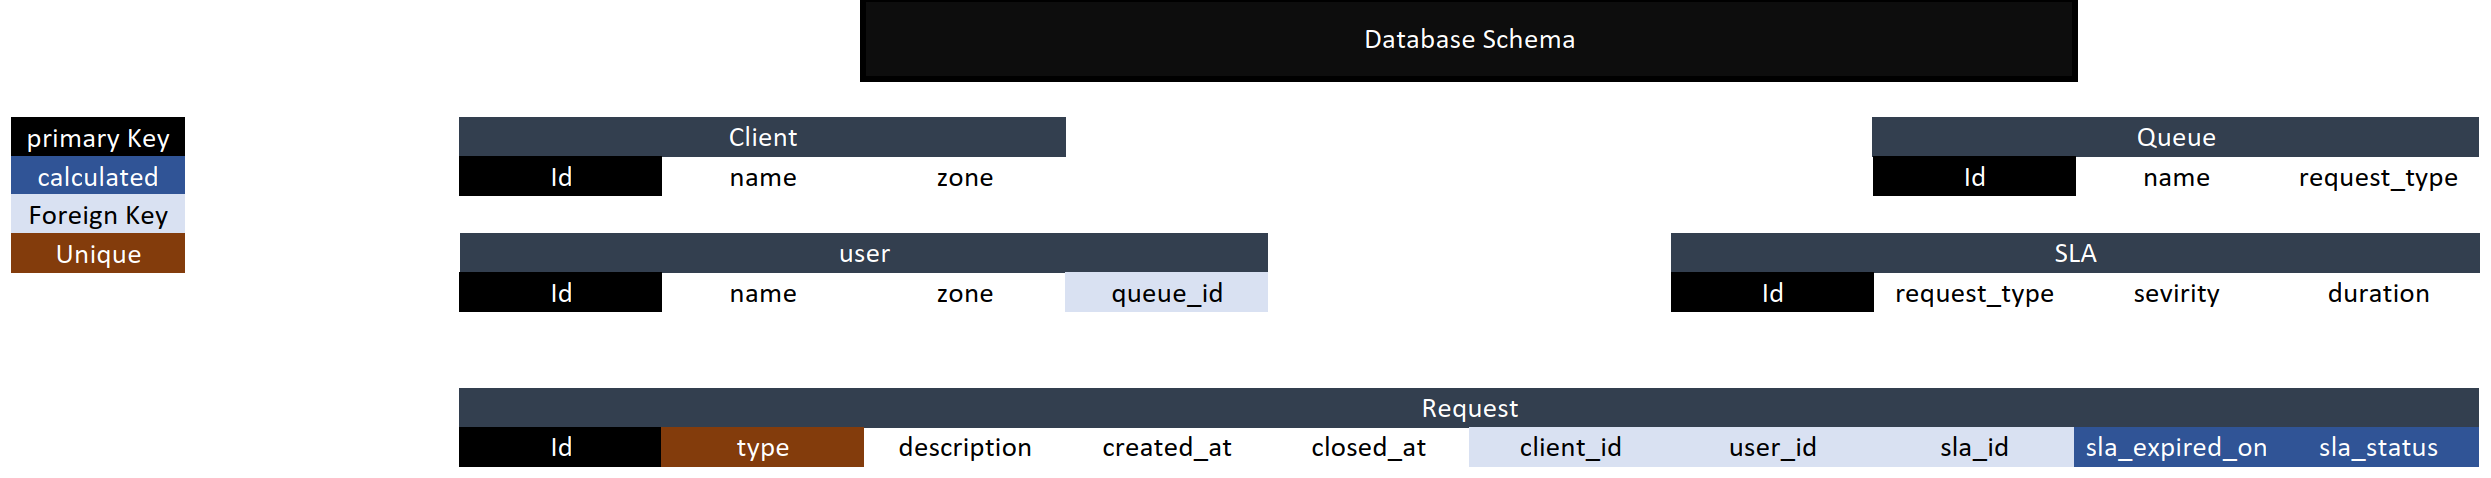 Database Schema
primary Key
calculated
Foreign Key
Unique
Client
Id name zone
Queue
Id name request_type
user
Id name zone queue_id
SLA
Id request_type sevirity duration
Request
Id type description created_at closed_at client_id user_id sla_id sla_expired_on sla_status